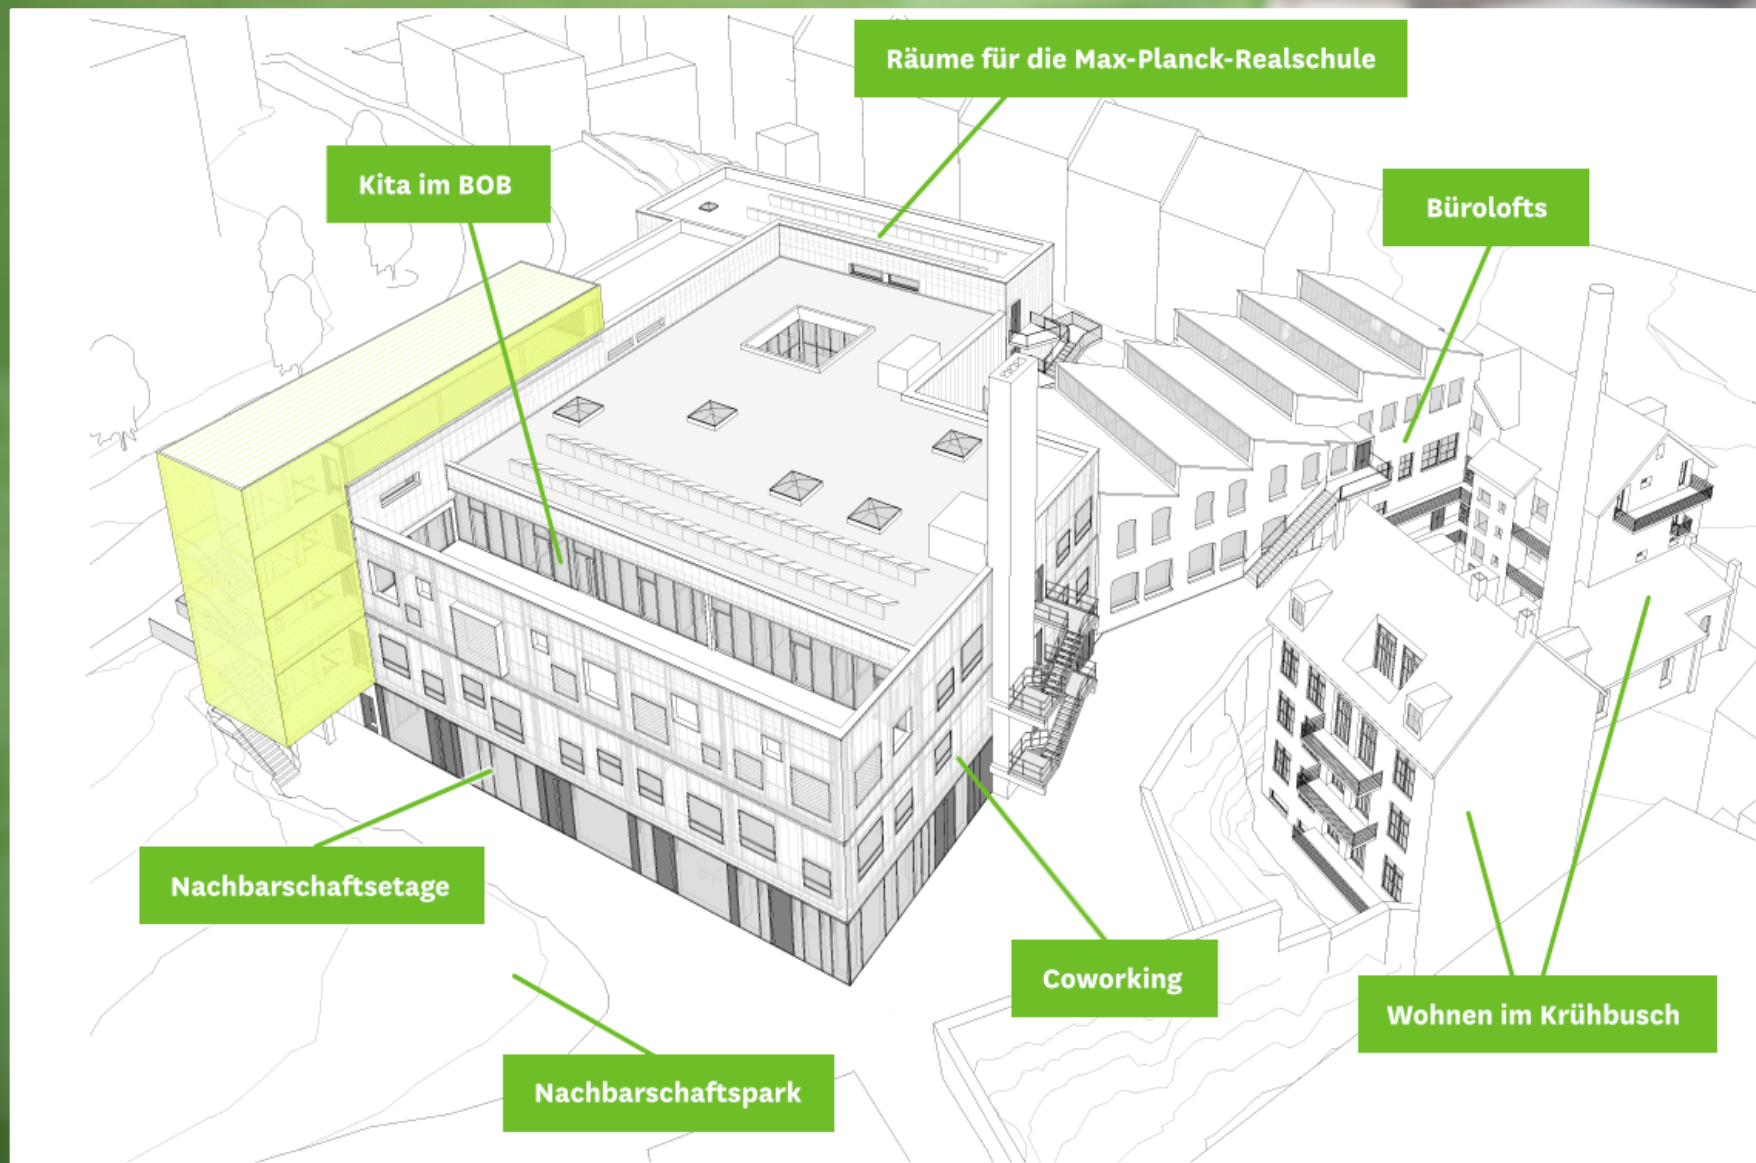 Räume für die Max-Planck-Realschule
Kita im BOB
Bürolofts
Nachbarschaftsetage
Coworking
Wohnen im Krühbusch
Nachbarschaftspark